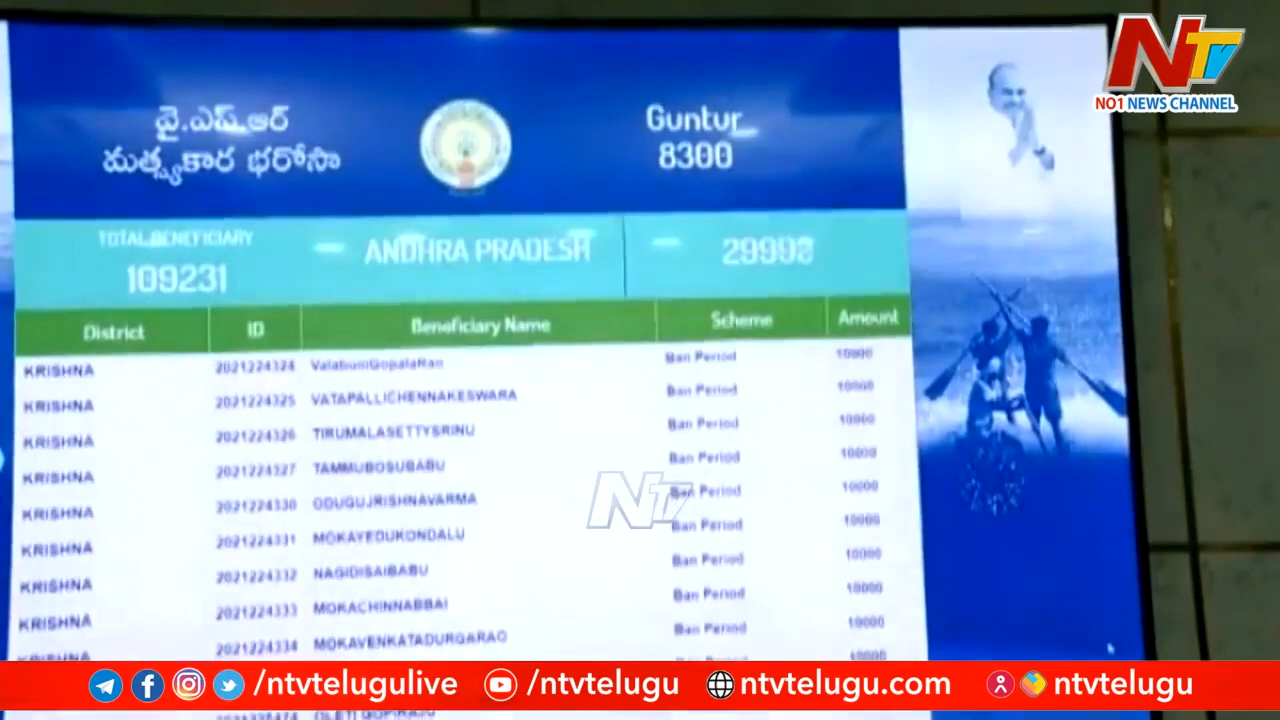 NTv
NO1 NEWS CHANNEL
వై.ఎస్.ఆర్
మత్స్యకార భరోసా
Guntur
8300
TOTAL BENEFICIARY
109231
ANDHRA PRADESH
District ID Beneficiary Name Scheme Amount
KRISHNA 2021224324 Ban Period 10000
KRISHNA 2021224325 VATAPALLICHENNAKESWARA Ban Period 10000
KRISHNA 2021224326 TIRUMALASETTYSRINU Ban Period 10000
KRISHNA 2021224327 TAMMUBOSUBABU Ban Period 10000
KRISHNA 2021224330 ODUGUJRISHNAVARMA Ban Period 10000
KRISHNA 2021224331 MOKAYEDUKONDALU Ban Period 10000
KRISHNA 2021224332 NAGIDISAIBABU Ban Period 10000
KRISHNA 2021224333 MOKACHINNABBAI Ban Period 10000
KRISHNA 2021224334 MOKAVENKATADURGARAO Ban Period 10000
NTv
/ntvtelugulive /ntvtelugu ntvtelugu.com ntvtelugu